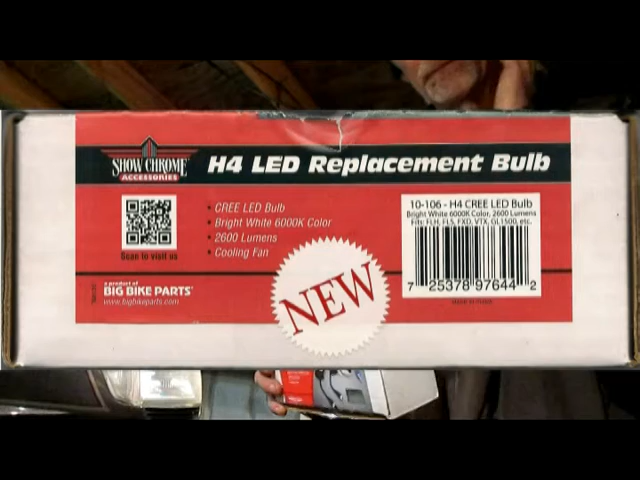 SHOW CHROME
ACCESSORIES
H4 LED Replacement Bulb
• CREE LED Bulb
• Bright White 6000K Color
• 2600 Lumens
• Cooling Fan
Scan to visit us
a product of
BIG BIKE PARTS
www.bigbikeparts.com
NEW
10-106 - H4 CREE LED Bulb
Bright White 6000K Color, 2600 Lumens
Fits: FLH, FLS, FXD, VTX, GL1500, etc.
7 25378 97644 2